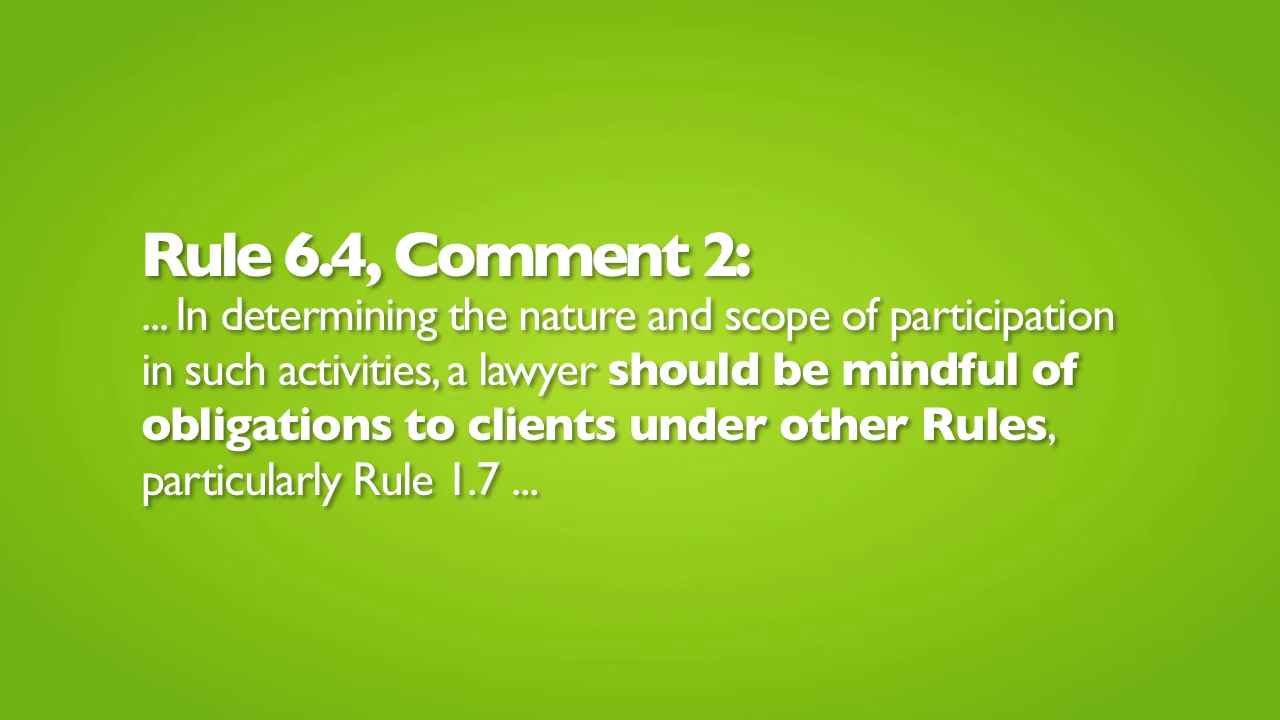 Rule 6.4, Comment 2:
... In determining the nature and scope of participation
in such activities, a lawyer should be mindful of
obligations to clients under other Rules,
particularly Rule 1.7 ...